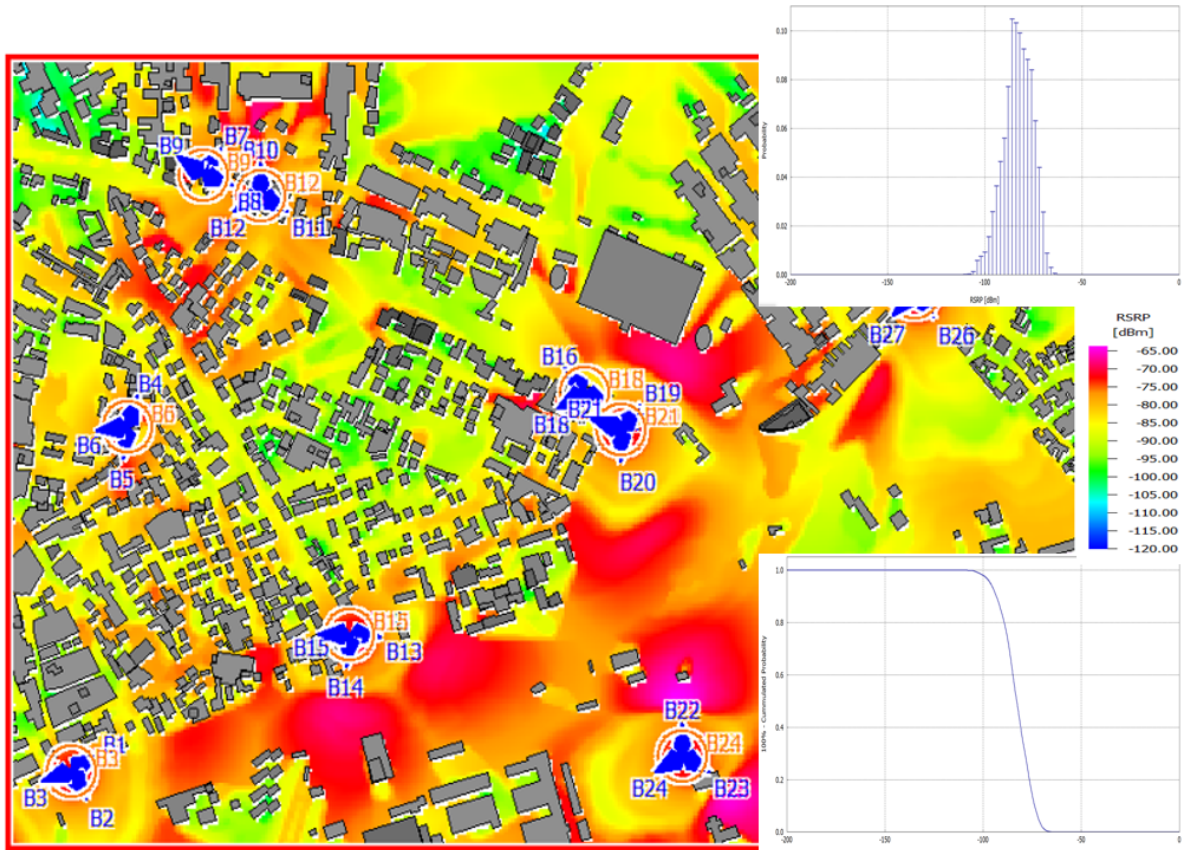 0.10
0.08
0.06
0.04
0.02
0.00
Probability
-200
-150
-100
-50
0
RSRP [dBm]
B9
B7
B9
B10
B12
B8
B12
B11
B16
B18
B19
B21
B21
B18
B20
B27
B26
B4
B6
B6
B5
B15
B15
B13
B14
B1
B3
B3
B2
B22
B24
B24
B23
RSRP
[dBm]
-65.00
-70.00
-75.00
-80.00
-85.00
-90.00
-95.00
-100.00
-105.00
-110.00
-115.00
-120.00
1.0
0.8
0.6
0.4
0.2
0.0
100% - Cummulated Probability
-200
-150
-100
-50
0